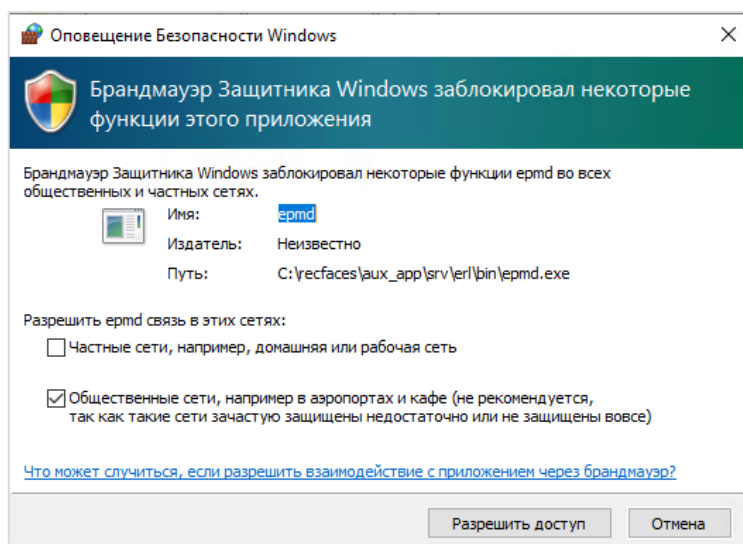 Оповещение Безопасности Windows
Брандмауэр Защитника Windows заблокировал некоторые
функции этого приложения
Брандмауэр Защитника Windows заблокировал некоторые функции epmd во всех
общественных и частных сетях.
Имя: epmd
Издатель: Неизвестно
Путь: C:\recfaces\aux_app\srv\erl\bin\epmd.exe
Разрешить epmd связь в этих сетях:
Частные сети, например, домашняя или рабочая сеть
Общественные сети, например в аэропортах и кафе (не рекомендуется,
так как такие сети зачастую защищены недостаточно или не защищены вовсе)
Что может случиться, если разрешить взаимодействие с приложением через брандмауэр?
Разрешить доступ Отмена